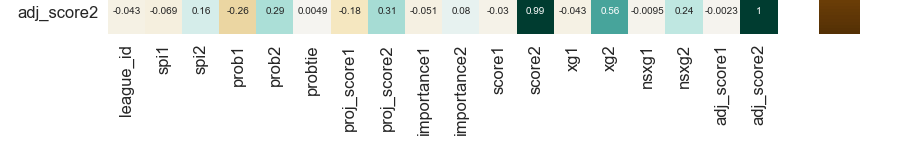 adj_score2 -0.043 -0.069 0.16 -0.26 0.29 0.0049 -0.18 0.31 -0.051 0.08 -0.03 0.99 -0.043 0.56 -0.0095 0.24 -0.0023 1
league_id
spi1
spi2
prob1
prob2
probtie
proj_score1
proj_score2
importance1
importance2
score1
score2
xg1
xg2
nsxg1
nsxg2
adj_score1
adj_score2